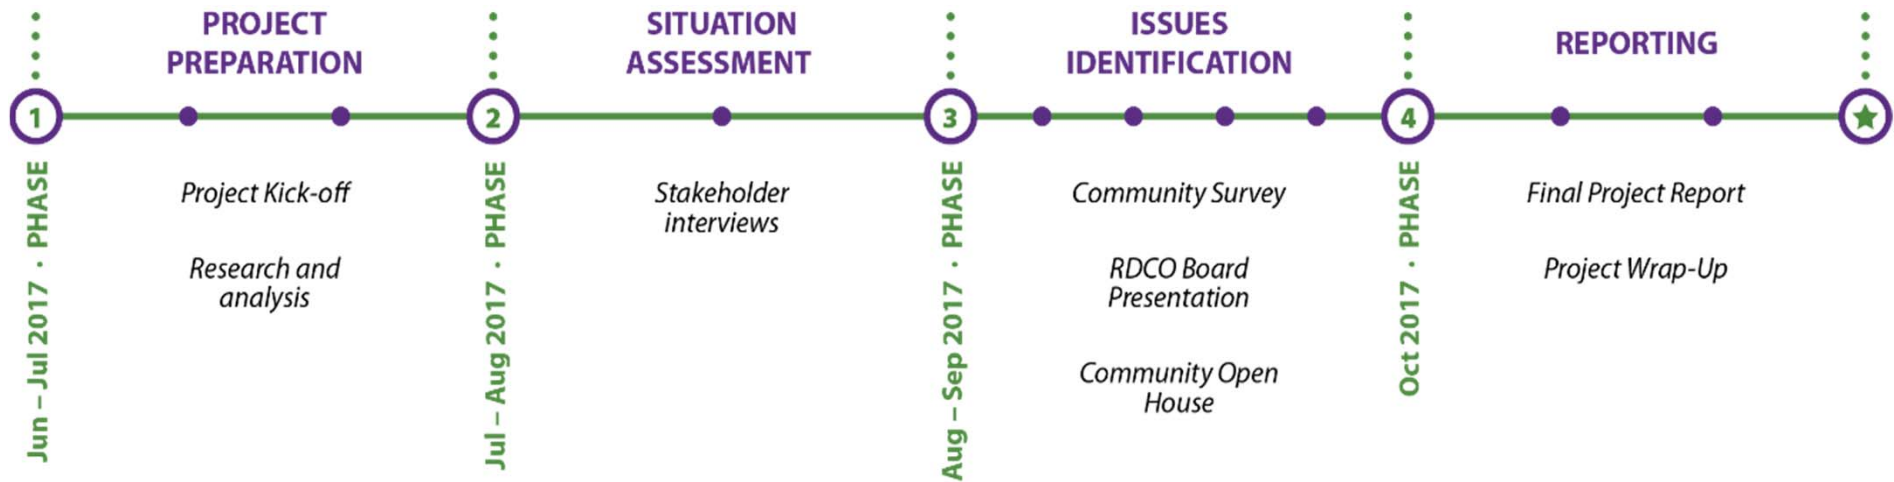 PROJECT
PREPARATION
SITUATION
ASSESSMENT
ISSUES
IDENTIFICATION
REPORTING
1
2
3
4
Jun – Jul 2017 · PHASE
Project Kick-off
Research and
analysis
Jul – Aug 2017 · PHASE
Stakeholder
interviews
Aug – Sep 2017 · PHASE
Community Survey
RDCO Board
Presentation
Community Open
House
Oct 2017 · PHASE
Final Project Report
Project Wrap-Up